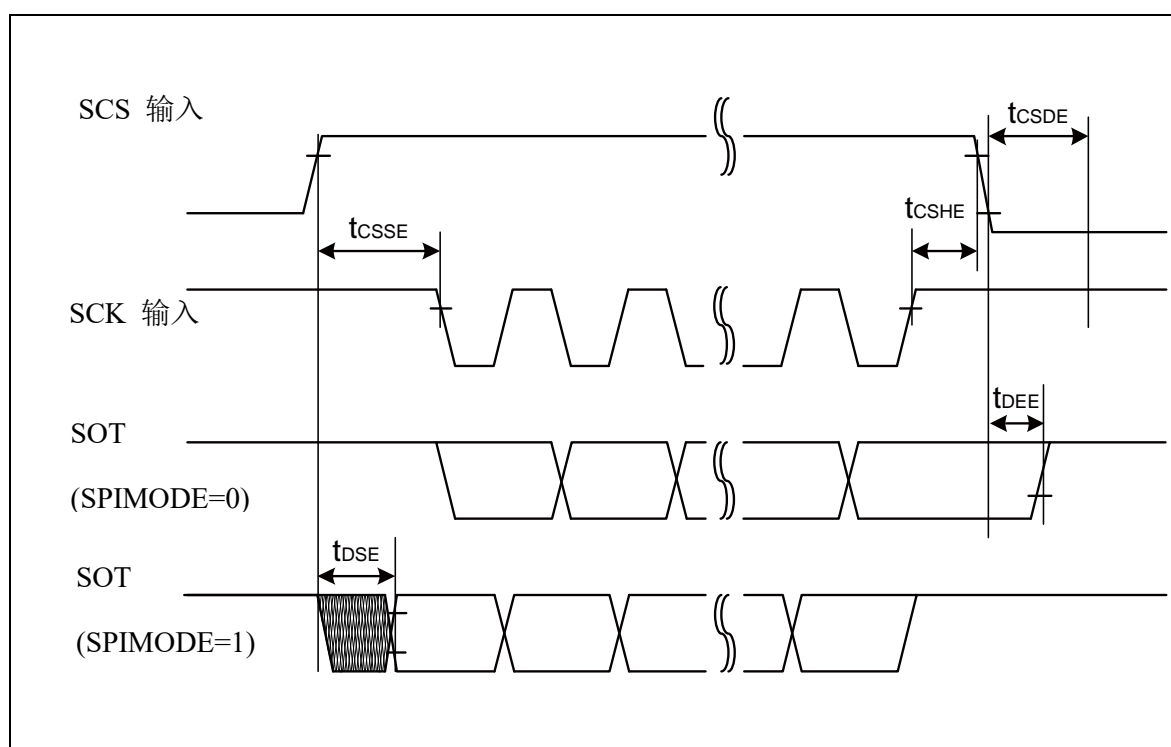 SCS 输入
tCSDE
tCSHE
tCSSE
SCK 输入
tDEE
SOT
(SPIMODE=0)
tDSE
SOT
(SPIMODE=1)